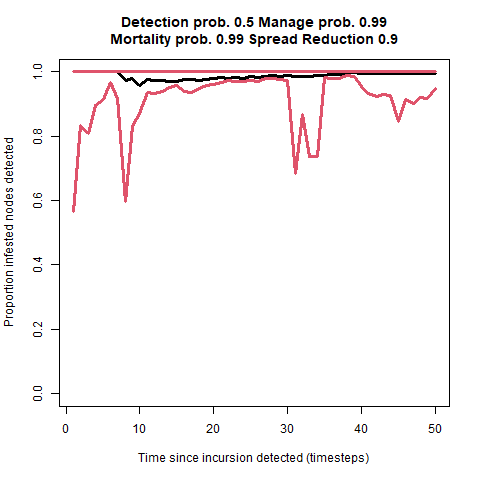 Detection prob. 0.5 Manage prob. 0.99
Mortality prob. 0.99 Spread Reduction 0.9
Proportion infested nodes detected
1.0
0.8
0.6
0.4
0.2
0.0
0 10 20 30 40 50
Time since incursion detected (timesteps)